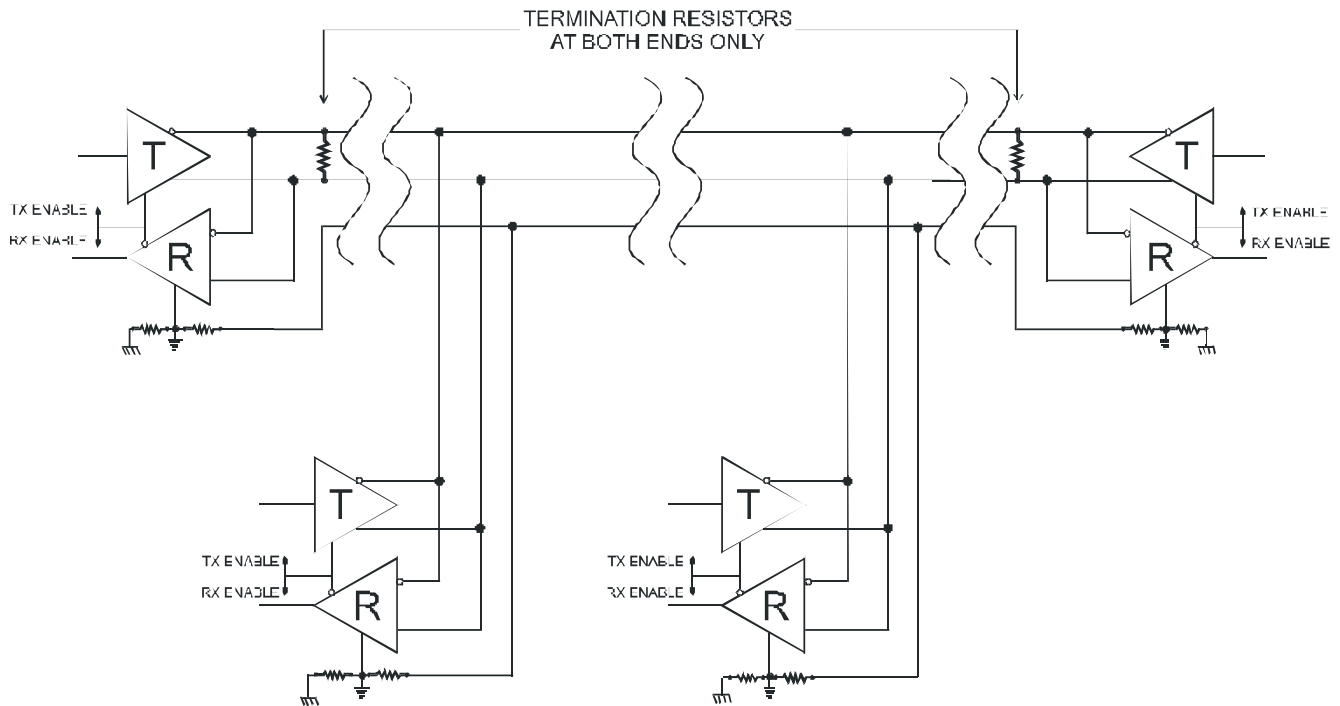 TERMINATION RESISTORS
AT BOTH ENDS ONLY
T
T
TX ENABLE
RX ENABLE
TX ENABLE
RX ENABLE
R
R
T
T
TX ENABLE
RX ENABLE
TX ENABLE
RX ENABLE
R
R